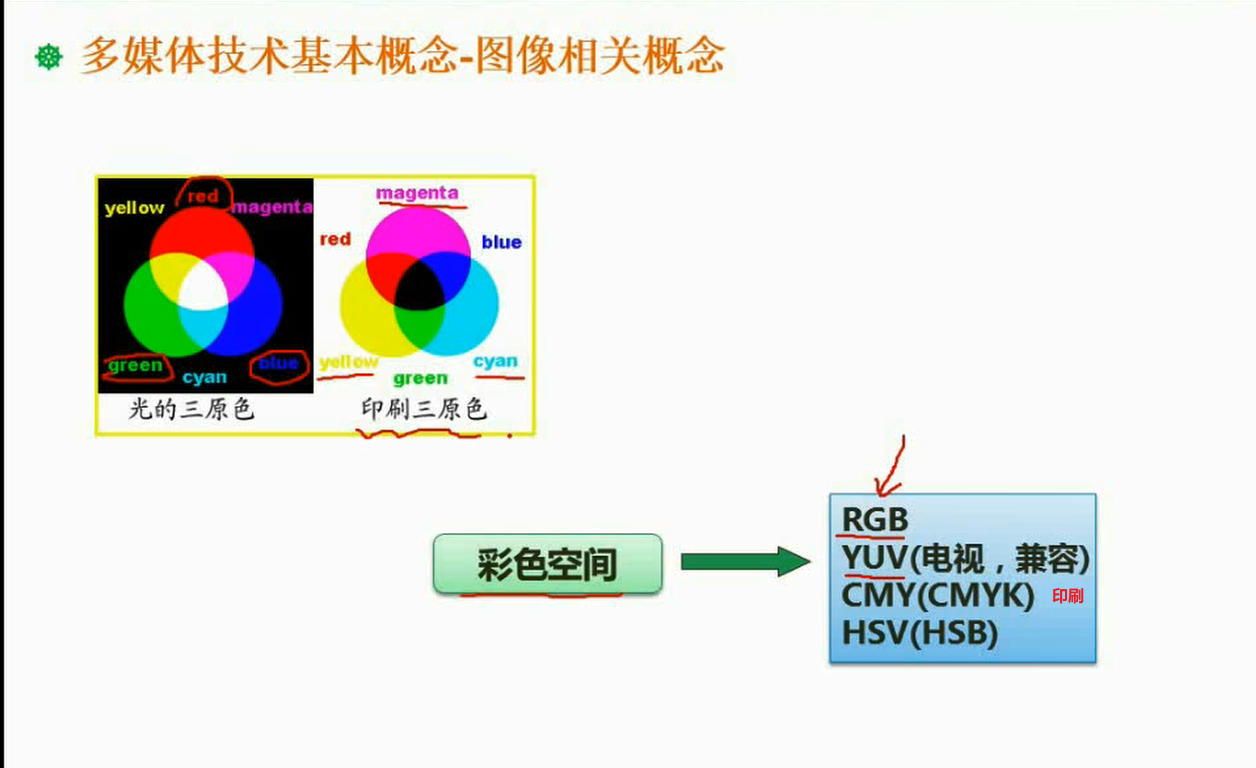 多媒体技术基本概念-图像相关概念
yellow red magenta
green cyan blue
光的三原色
magenta
red blue
yellow green cyan
印刷三原色
彩色空间
RGB
YUV(电视，兼容)
CMY(CMYK) 印刷
HSV(HSB)